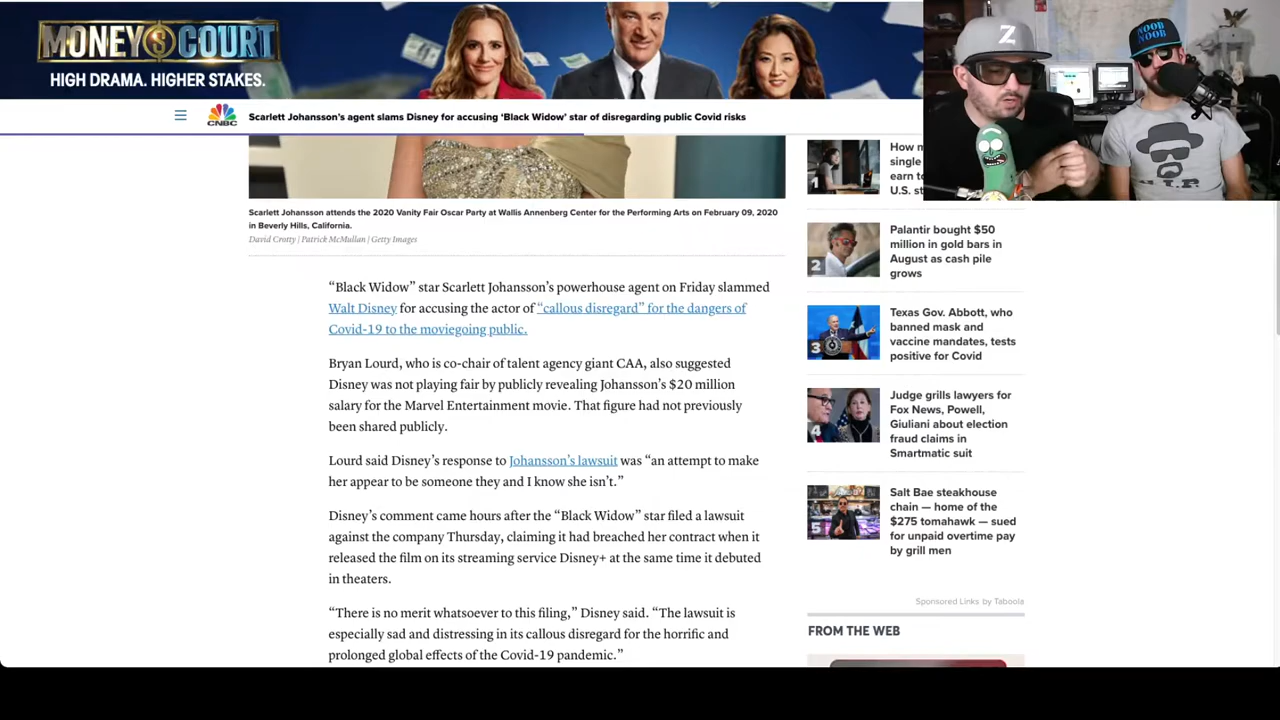 MONEY COURT
HIGH DRAMA. HIGHER STAKES.
CNBC
Scarlett Johansson's agent slams Disney for accusing ‘Black Widow’ star of disregarding public Covid risks
Z
NOOB
NOOB
R.I.P.
Scarlett Johansson attends the 2020 Vanity Fair Oscar Party at Wallis Annenberg Center for the Performing Arts on February 09, 2020
in Beverly Hills, California.
David Crotty | Patrick McMullan | Getty Images
“Black Widow” star Scarlett Johansson’s powerhouse agent on Friday slammed
Walt Disney for accusing the actor of “callous disregard” for the dangers of
Covid-19 to the moviegoing public.
Bryan Lourd, who is co-chair of talent agency giant CAA, also suggested
Disney was not playing fair by publicly revealing Johansson’s $20 million
salary for the Marvel Entertainment movie. That figure had not previously
been shared publicly.
Lourd said Disney’s response to Johansson’s lawsuit was “an attempt to make
her appear to be someone they and I know she isn’t.”
Disney’s comment came hours after the “Black Widow” star filed a lawsuit
against the company Thursday, claiming it had breached her contract when it
released the film on its streaming service Disney+ at the same time it debuted
in theaters.
“There is no merit whatsoever to this filing,” Disney said. “The lawsuit is
especially sad and distressing in its callous disregard for the horrific and
prolonged global effects of the Covid-19 pandemic.”
1
How
single
earn
U.S.
2
Palantir bought $50
million in gold bars in
August as cash pile
grows
3
Texas Gov. Abbott, who
banned mask and
vaccine mandates, tests
positive for Covid
4
Judge grills lawyers for
Fox News, Powell,
Giuliani about election
fraud claims in
Smartmatic suit
5
Salt Bae steakhouse
chain — home of the
$275 tomahawk — sued
for unpaid overtime pay
by grill men
Sponsored Links by Taboola
FROM THE WEB